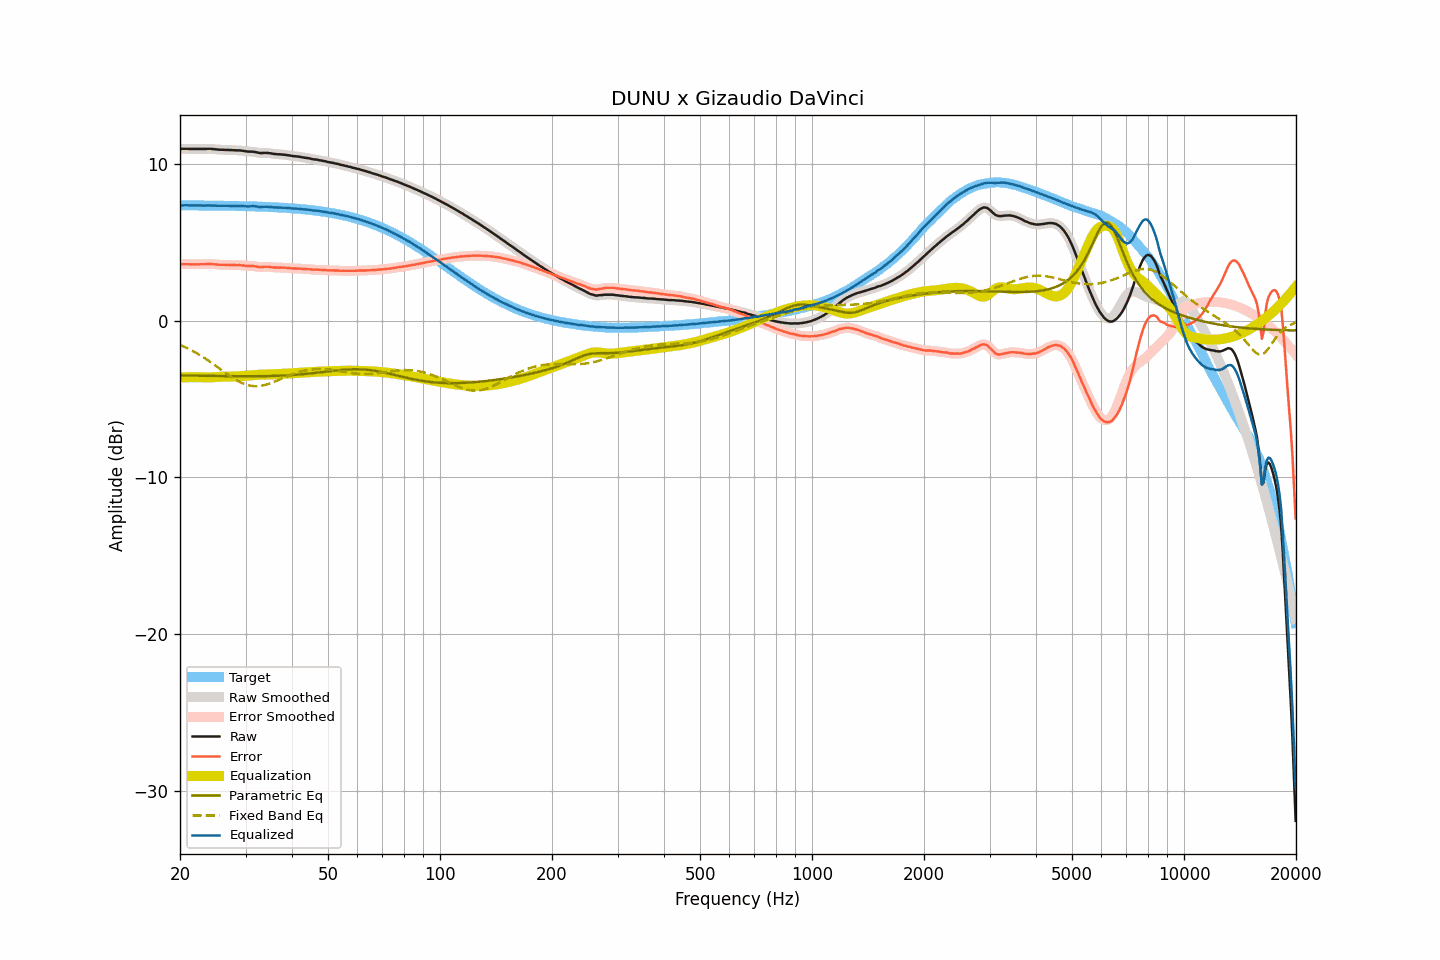 DUNU x Gizaudio DaVinci
Amplitude (dBr)
10
0
−10
−20
−30
Target
Raw Smoothed
Error Smoothed
Raw
Error
Equalization
Parametric Eq
Fixed Band Eq
Equalized
20 50 100 200 500 1000 2000 5000 10000 20000
Frequency (Hz)